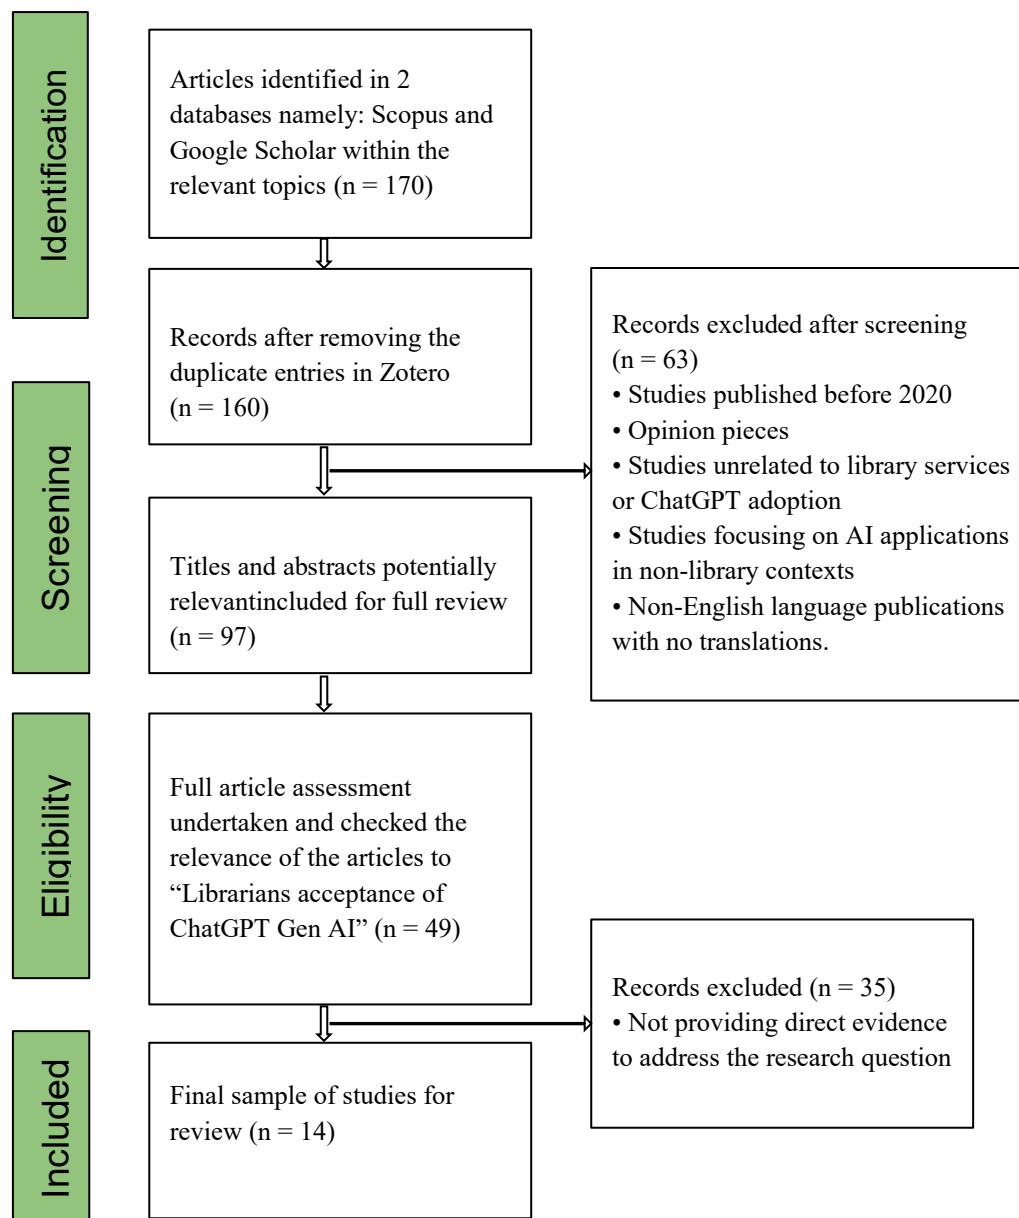 Identification
Articles identified in 2
databases namely: Scopus and
Google Scholar within the
relevant topics (n = 170)
Records after removing the
duplicate entries in Zotero
(n = 160)
Records excluded after screening
(n = 63)
• Studies published before 2020
• Opinion pieces
• Studies unrelated to library services
or ChatGPT adoption
• Studies focusing on AI applications
in non-library contexts
• Non-English language publications
with no translations.
Screening
Titles and abstracts potentially
relevantincluded for full review
(n = 97)
Eligibility
Full article assessment
undertaken and checked the
relevance of the articles to
“Librarians acceptance of
ChatGPT Gen AI” (n = 49)
Records excluded (n = 35)
• Not providing direct evidence
to address the research question
Included
Final sample of studies for
review (n = 14)